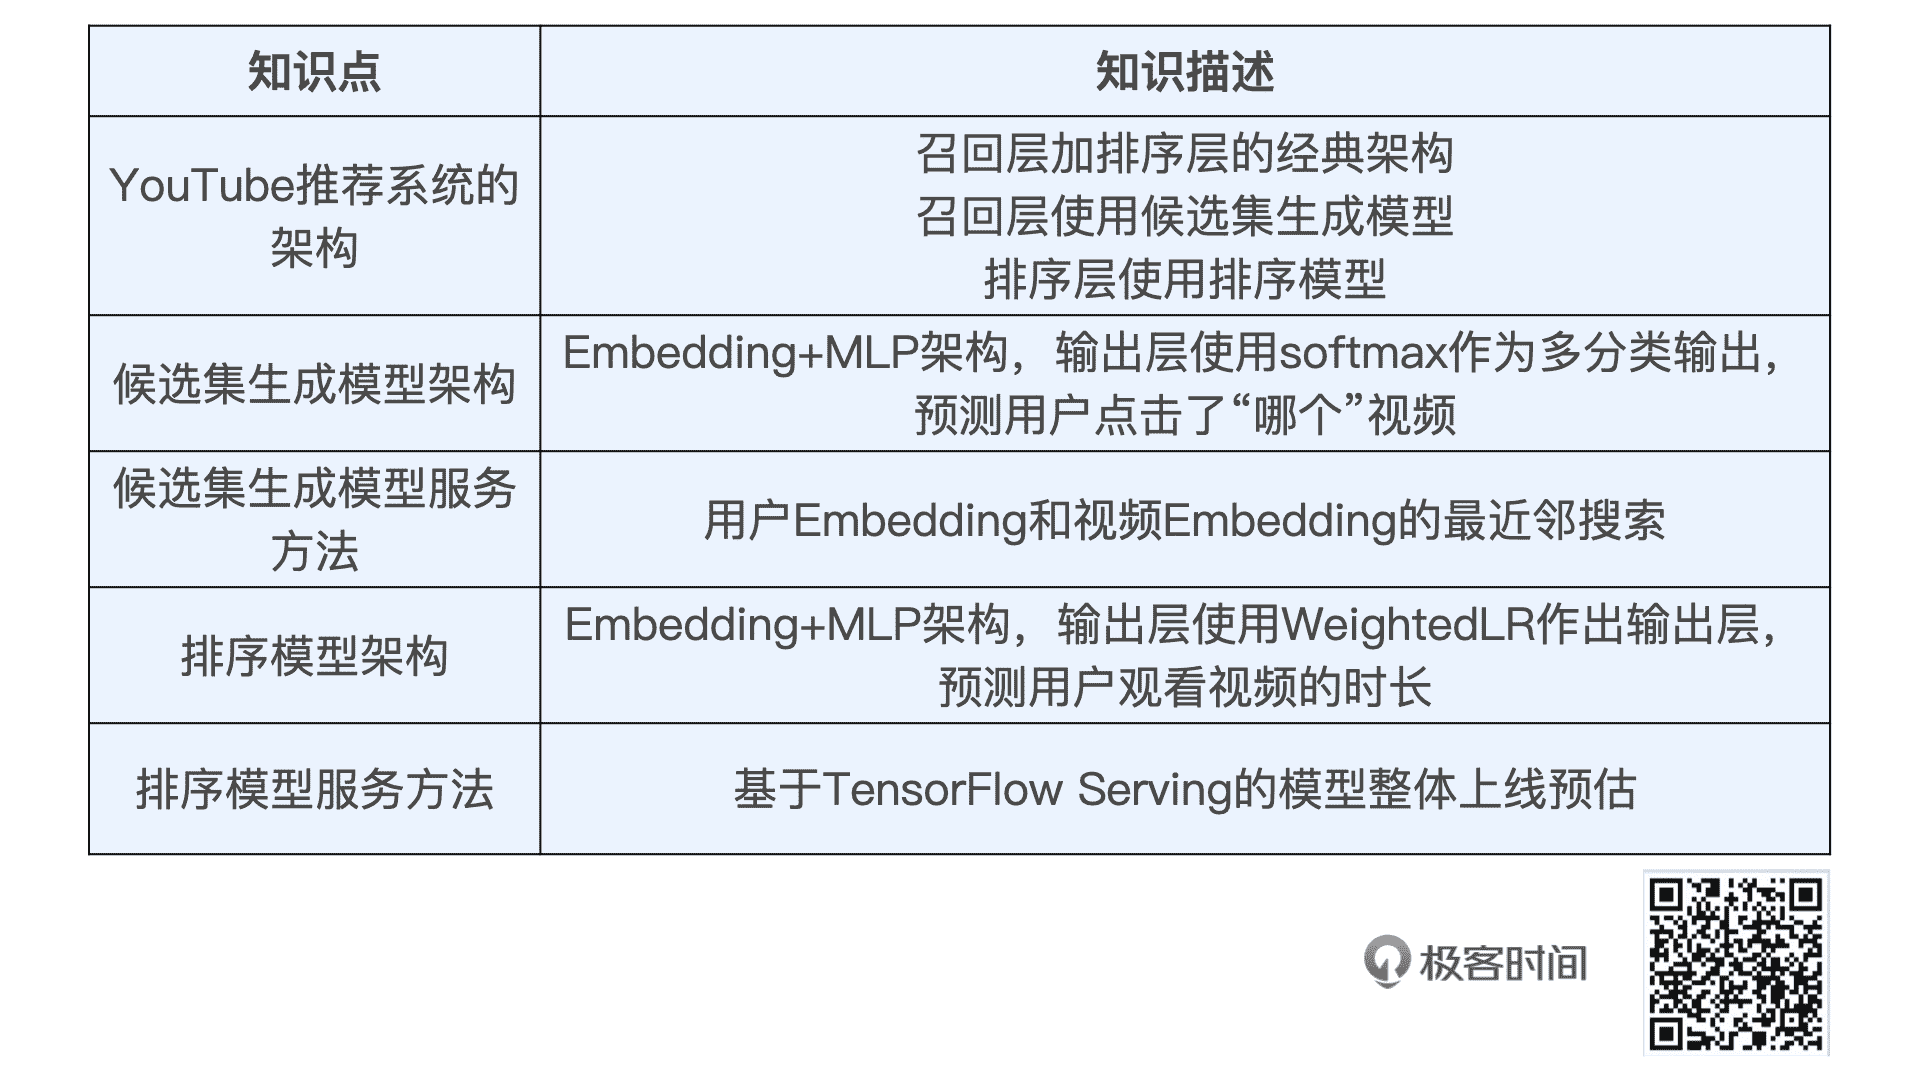 知识点
知识描述
YouTube推荐系统的
架构
召回层加排序层的经典架构
召回层使用候选集生成模型
排序层使用排序模型
候选集生成模型架构
Embedding+MLP架构，输出层使用softmax作为多分类输出，
预测用户点击了“哪个”视频
候选集生成模型服务
方法
用户Embedding和视频Embedding的最近邻搜索
排序模型架构
Embedding+MLP架构，输出层使用WeightedLR作出输出层，
预测用户观看视频的时长
排序模型服务方法
基于TensorFlow Serving的模型整体上线预估
极客时间